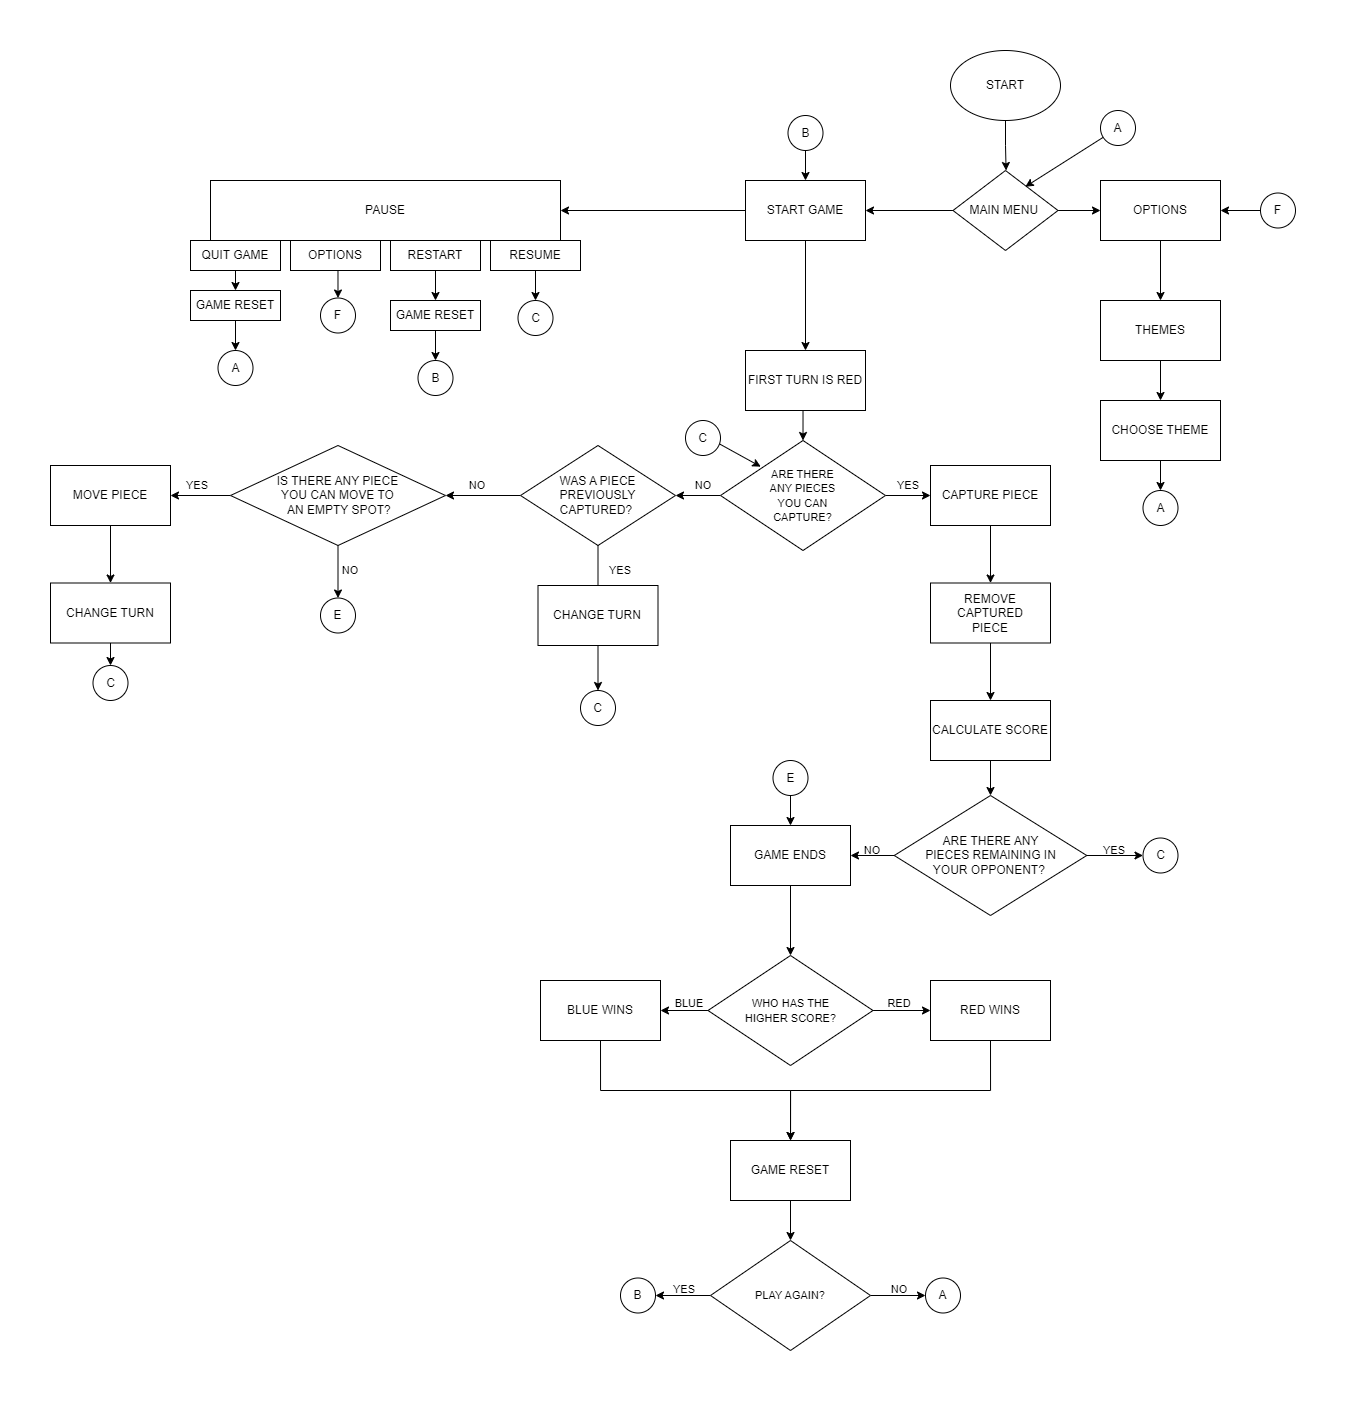 START
A
B
PAUSE
START GAME
MAIN MENU
OPTIONS
F
QUIT GAME
OPTIONS
RESTART
RESUME
GAME RESET
F
GAME RESET
C
A
B
THEMES
FIRST TURN IS RED
CHOOSE THEME
A
C
MOVE PIECE
YES
IS THERE ANY PIECE
YOU CAN MOVE TO
AN EMPTY SPOT?
NO
WAS A PIECE
PREVIOUSLY
CAPTURED?
NO
ARE THERE
ANY PIECES
YOU CAN
CAPTURE?
YES
CAPTURE PIECE
NO
YES
CHANGE TURN
E
CHANGE TURN
REMOVE
CAPTURED
PIECE
C
C
CALCULATE SCORE
E
GAME ENDS
NO
ARE THERE ANY
PIECES REMAINING IN
YOUR OPPONENT?
YES
C
BLUE WINS
BLUE
WHO HAS THE
HIGHER SCORE?
RED
RED WINS
GAME RESET
B
YES
PLAY AGAIN?
NO
A